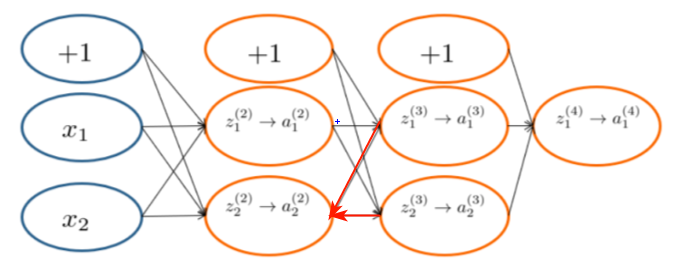 +1 +1 +1
x₁ z₁⁽²⁾ → a₁⁽²⁾ z₁⁽³⁾ → a₁⁽³⁾ z₁⁽⁴⁾ → a₁⁽⁴⁾
x₂ z₂⁽²⁾ → a₂⁽²⁾ z₂⁽³⁾ → a₂⁽³⁾